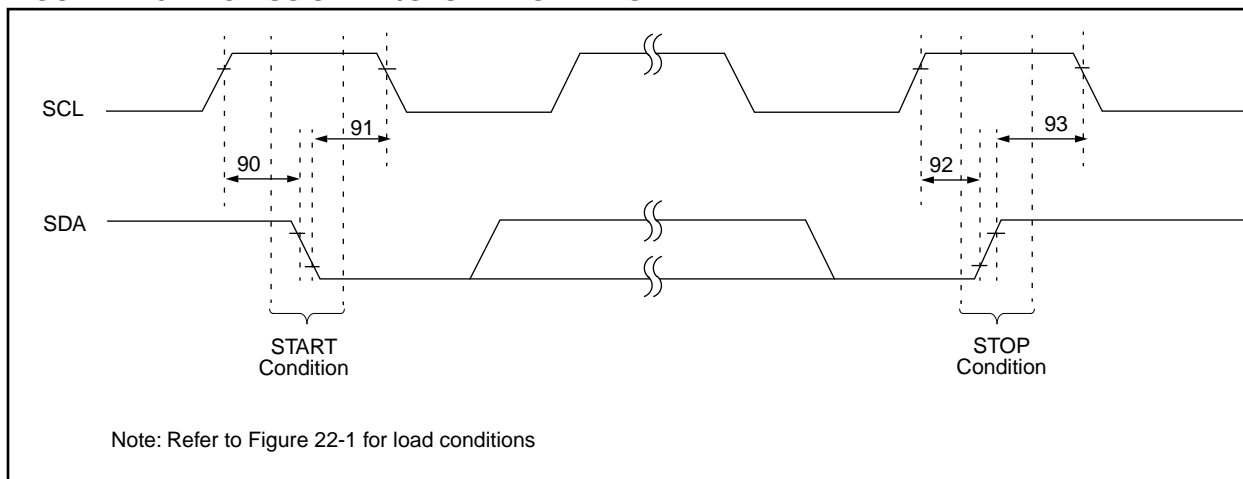 SCL
91
93
90
92
SDA
START
Condition
STOP
Condition
Note: Refer to Figure 22-1 for load conditions